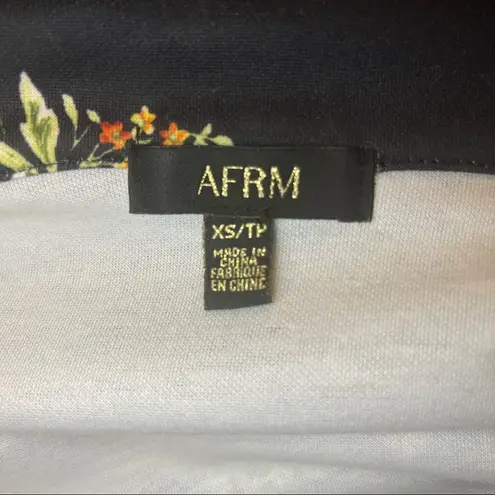 AFRM
XS/TP
MADE IN
CHINA
FABRIQUE
EN CHINE